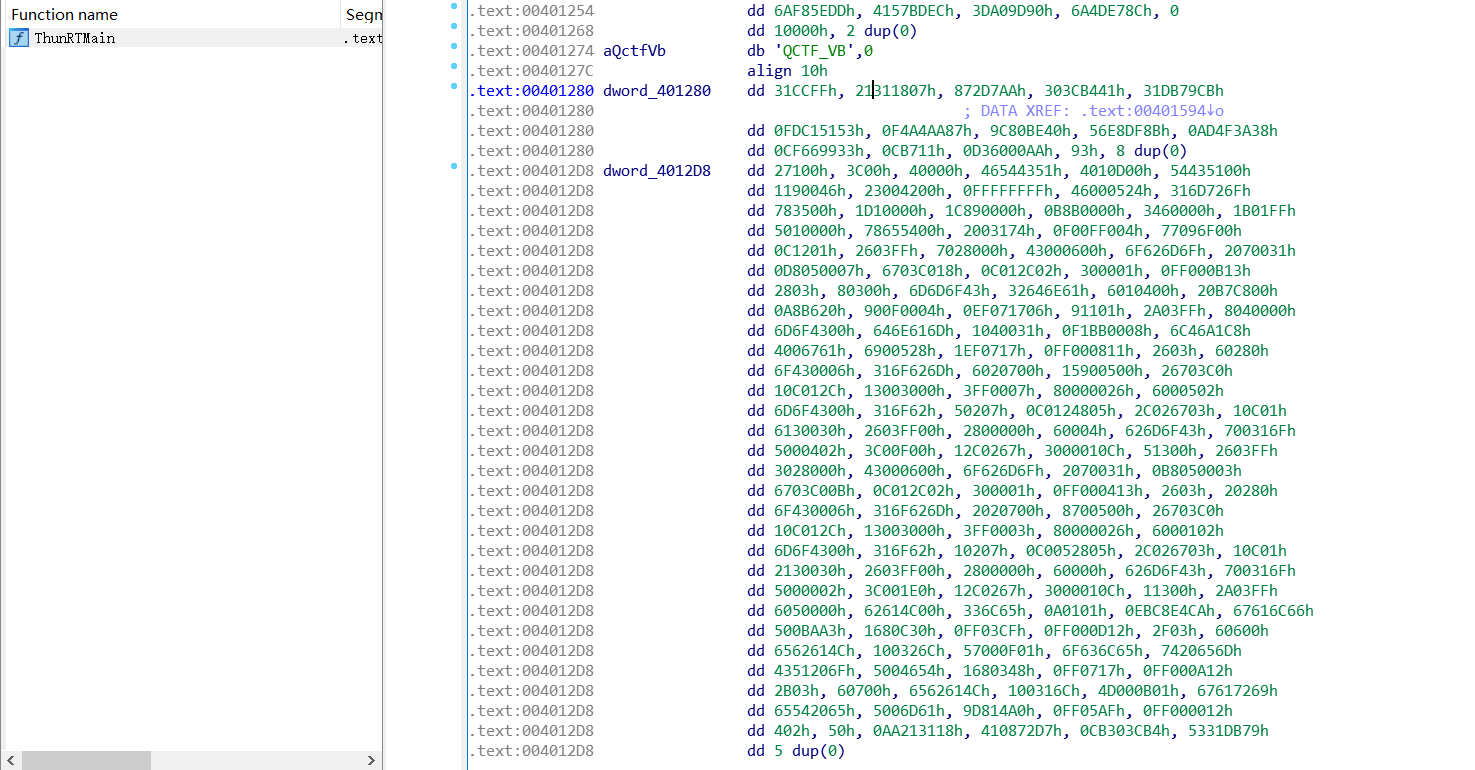 Function name Segn
f ThunRTMain .text
.text:00401254 dd 6AF85EDDh, 4157BDECh, 3DA09D90h, 6A4DE78Ch, 0
.text:00401268 dd 10000h, 2 dup(0)
.text:00401274 aQctfVb db 'QCTF_VB',0
.text:0040127C align 10h
.text:00401280 dword_401280 dd 31CCFFh, 21311807h, 872D7AAh, 303CB441h, 31DB79CBh
.text:00401280 ; DATA XREF: .text:00401594↓o
.text:00401280 dd 0FDC15153h, 0F4A4AA87h, 9C80BE40h, 56E8DF8Bh, 0AD4F3A38h
.text:00401280 dd 0CF669933h, 0CB711h, 0D36000AAh, 93h, 8 dup(0)
.text:004012D8 dword_4012D8 dd 27100h, 3C00h, 40000h, 46544351h, 4010D00h, 54435100h
.text:004012D8 dd 1190046h, 23004200h, 0FFFFFFFFh, 46000524h, 316D726Fh
.text:004012D8 dd 783500h, 1D10000h, 1C890000h, 0B8B0000h, 3460000h, 1B01FFh
.text:004012D8 dd 5010000h, 78655400h, 2003174h, 0F00FF004h, 77096F00h
.text:004012D8 dd 0C1201h, 2603FFh, 7028000h, 43000600h, 6F626D6Fh, 2070031h
.text:004012D8 dd 0D8050007h, 6703C018h, 0C012C02h, 300001h, 0FF000B13h
.text:004012D8 dd 2803h, 80300h, 6D6D6F43h, 32646E61h, 6010400h, 20B7C800h
.text:004012D8 dd 0A8B620h, 900F0004h, 0EF071706h, 91101h, 2A03FFh, 8040000h
.text:004012D8 dd 6D6F4300h, 646E616Dh, 1040031h, 0F1BB0008h, 6C46A1C8h
.text:004012D8 dd 4006761h, 6900528h, 1EF0717h, 0FF000811h, 2603h, 60280h
.text:004012D8 dd 6F430006h, 316F626Dh, 6020700h, 15900500h, 26703C0h
.text:004012D8 dd 10C012Ch, 13003000h, 3FF0007h, 80000026h, 6000502h
.text:004012D8 dd 6D6F4300h, 316F62h, 50207h, 0C0124805h, 2C026703h, 10C01h
.text:004012D8 dd 6130030h, 2603FF00h, 2800000h, 60004h, 626D6F43h, 700316Fh
.text:004012D8 dd 5000402h, 3C00F00h, 12C0267h, 3000010Ch, 51300h, 2603FFh
.text:004012D8 dd 3028000h, 43000600h, 6F626D6Fh, 2070031h, 0B8050003h
.text:004012D8 dd 6703C00Bh, 0C012C02h, 300001h, 0FF000413h, 2603h, 20280h
.text:004012D8 dd 6F430006h, 316F626Dh, 2020700h, 8700500h, 26703C0h
.text:004012D8 dd 10C012Ch, 13003000h, 3FF0003h, 80000026h, 6000102h
.text:004012D8 dd 6D6F4300h, 316F62h, 10207h, 0C0052805h, 2C026703h, 10C01h
.text:004012D8 dd 2130030h, 2603FF00h, 2800000h, 60000h, 626D6F43h, 700316Fh
.text:004012D8 dd 5000002h, 3C001E0h, 12C0267h, 3000010Ch, 11300h, 2A03FFh
.text:004012D8 dd 6050000h, 62614C00h, 336C65h, 0A0101h, 0EBC8E4CAh, 67616C66h
.text:004012D8 dd 500BAA3h, 1680C30h, 0FF03CFh, 0FF000D12h, 2F03h, 60600h
.text:004012D8 dd 6562614Ch, 100326Ch, 57000F01h, 6F636C65h, 7420656Dh
.text:004012D8 dd 4351206Fh, 5004654h, 1680348h, 0FF0717h, 0FF000A12h
.text:004012D8 dd 2B03h, 60700h, 6562614Ch, 100316Ch, 4D000B01h, 67617269h
.text:004012D8 dd 65542065h, 5006D61h, 9D814A0h, 0FF05AFh, 0FF000012h
.text:004012D8 dd 402h, 50h, 0AA213118h, 410872D7h, 0CB303CB4h, 5331DB79h
.text:004012D8 dd 5 dup(0)